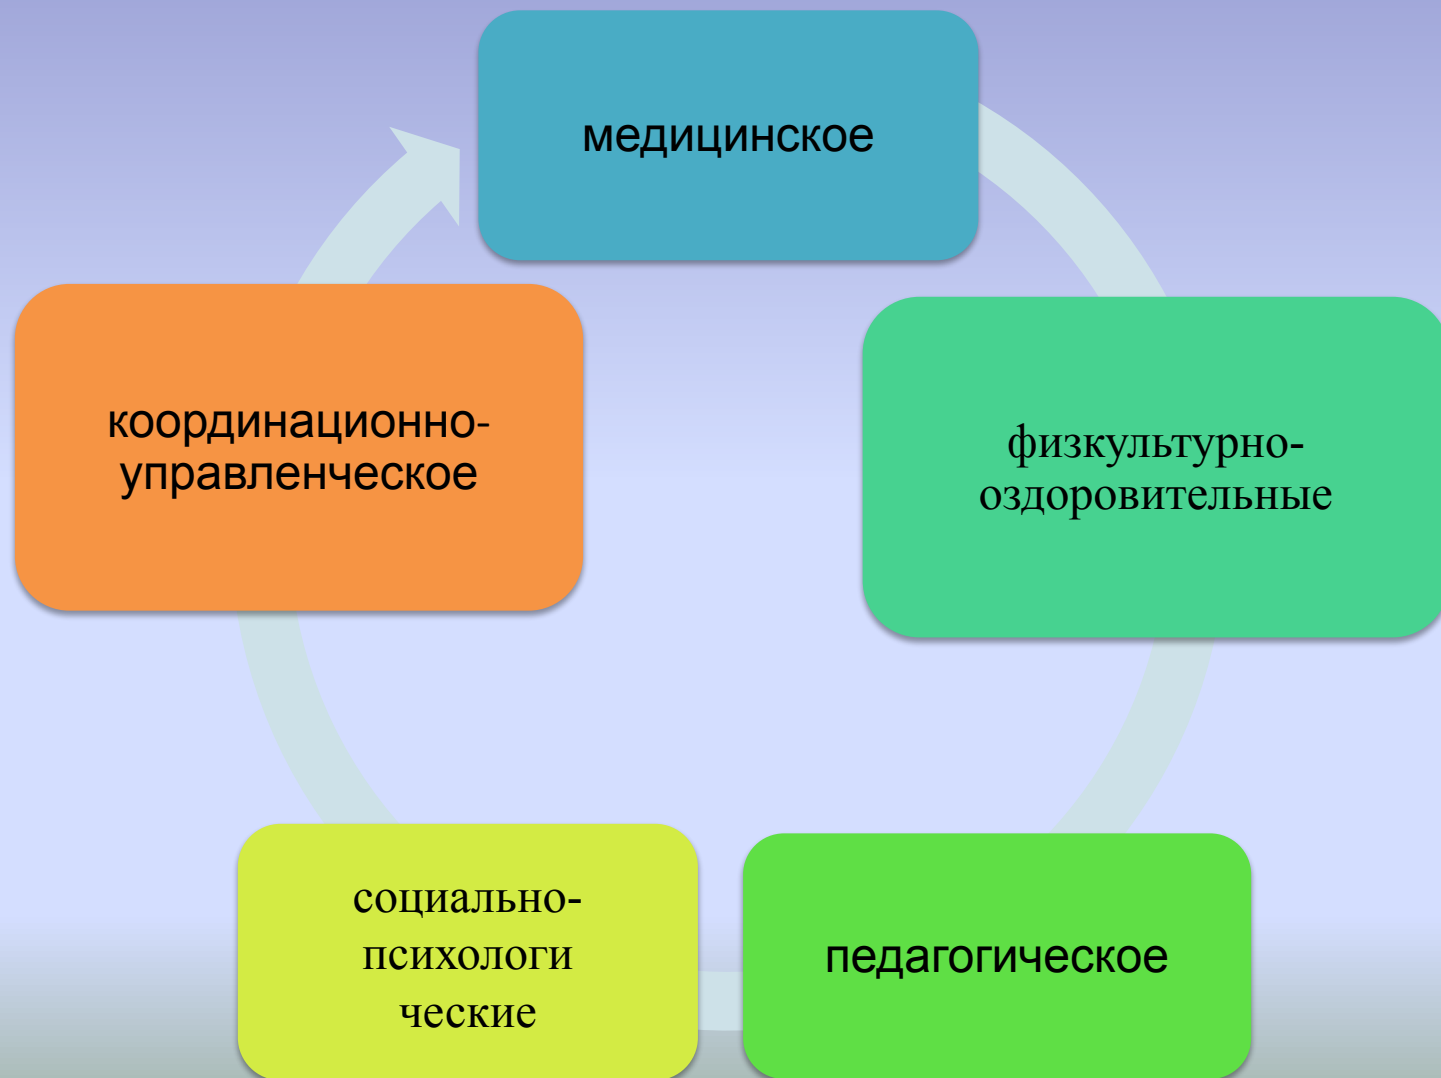 медицинское
координационно-
управленческое
физкультурно-
оздоровительные
социально-
психологи
ческие
педагогическое